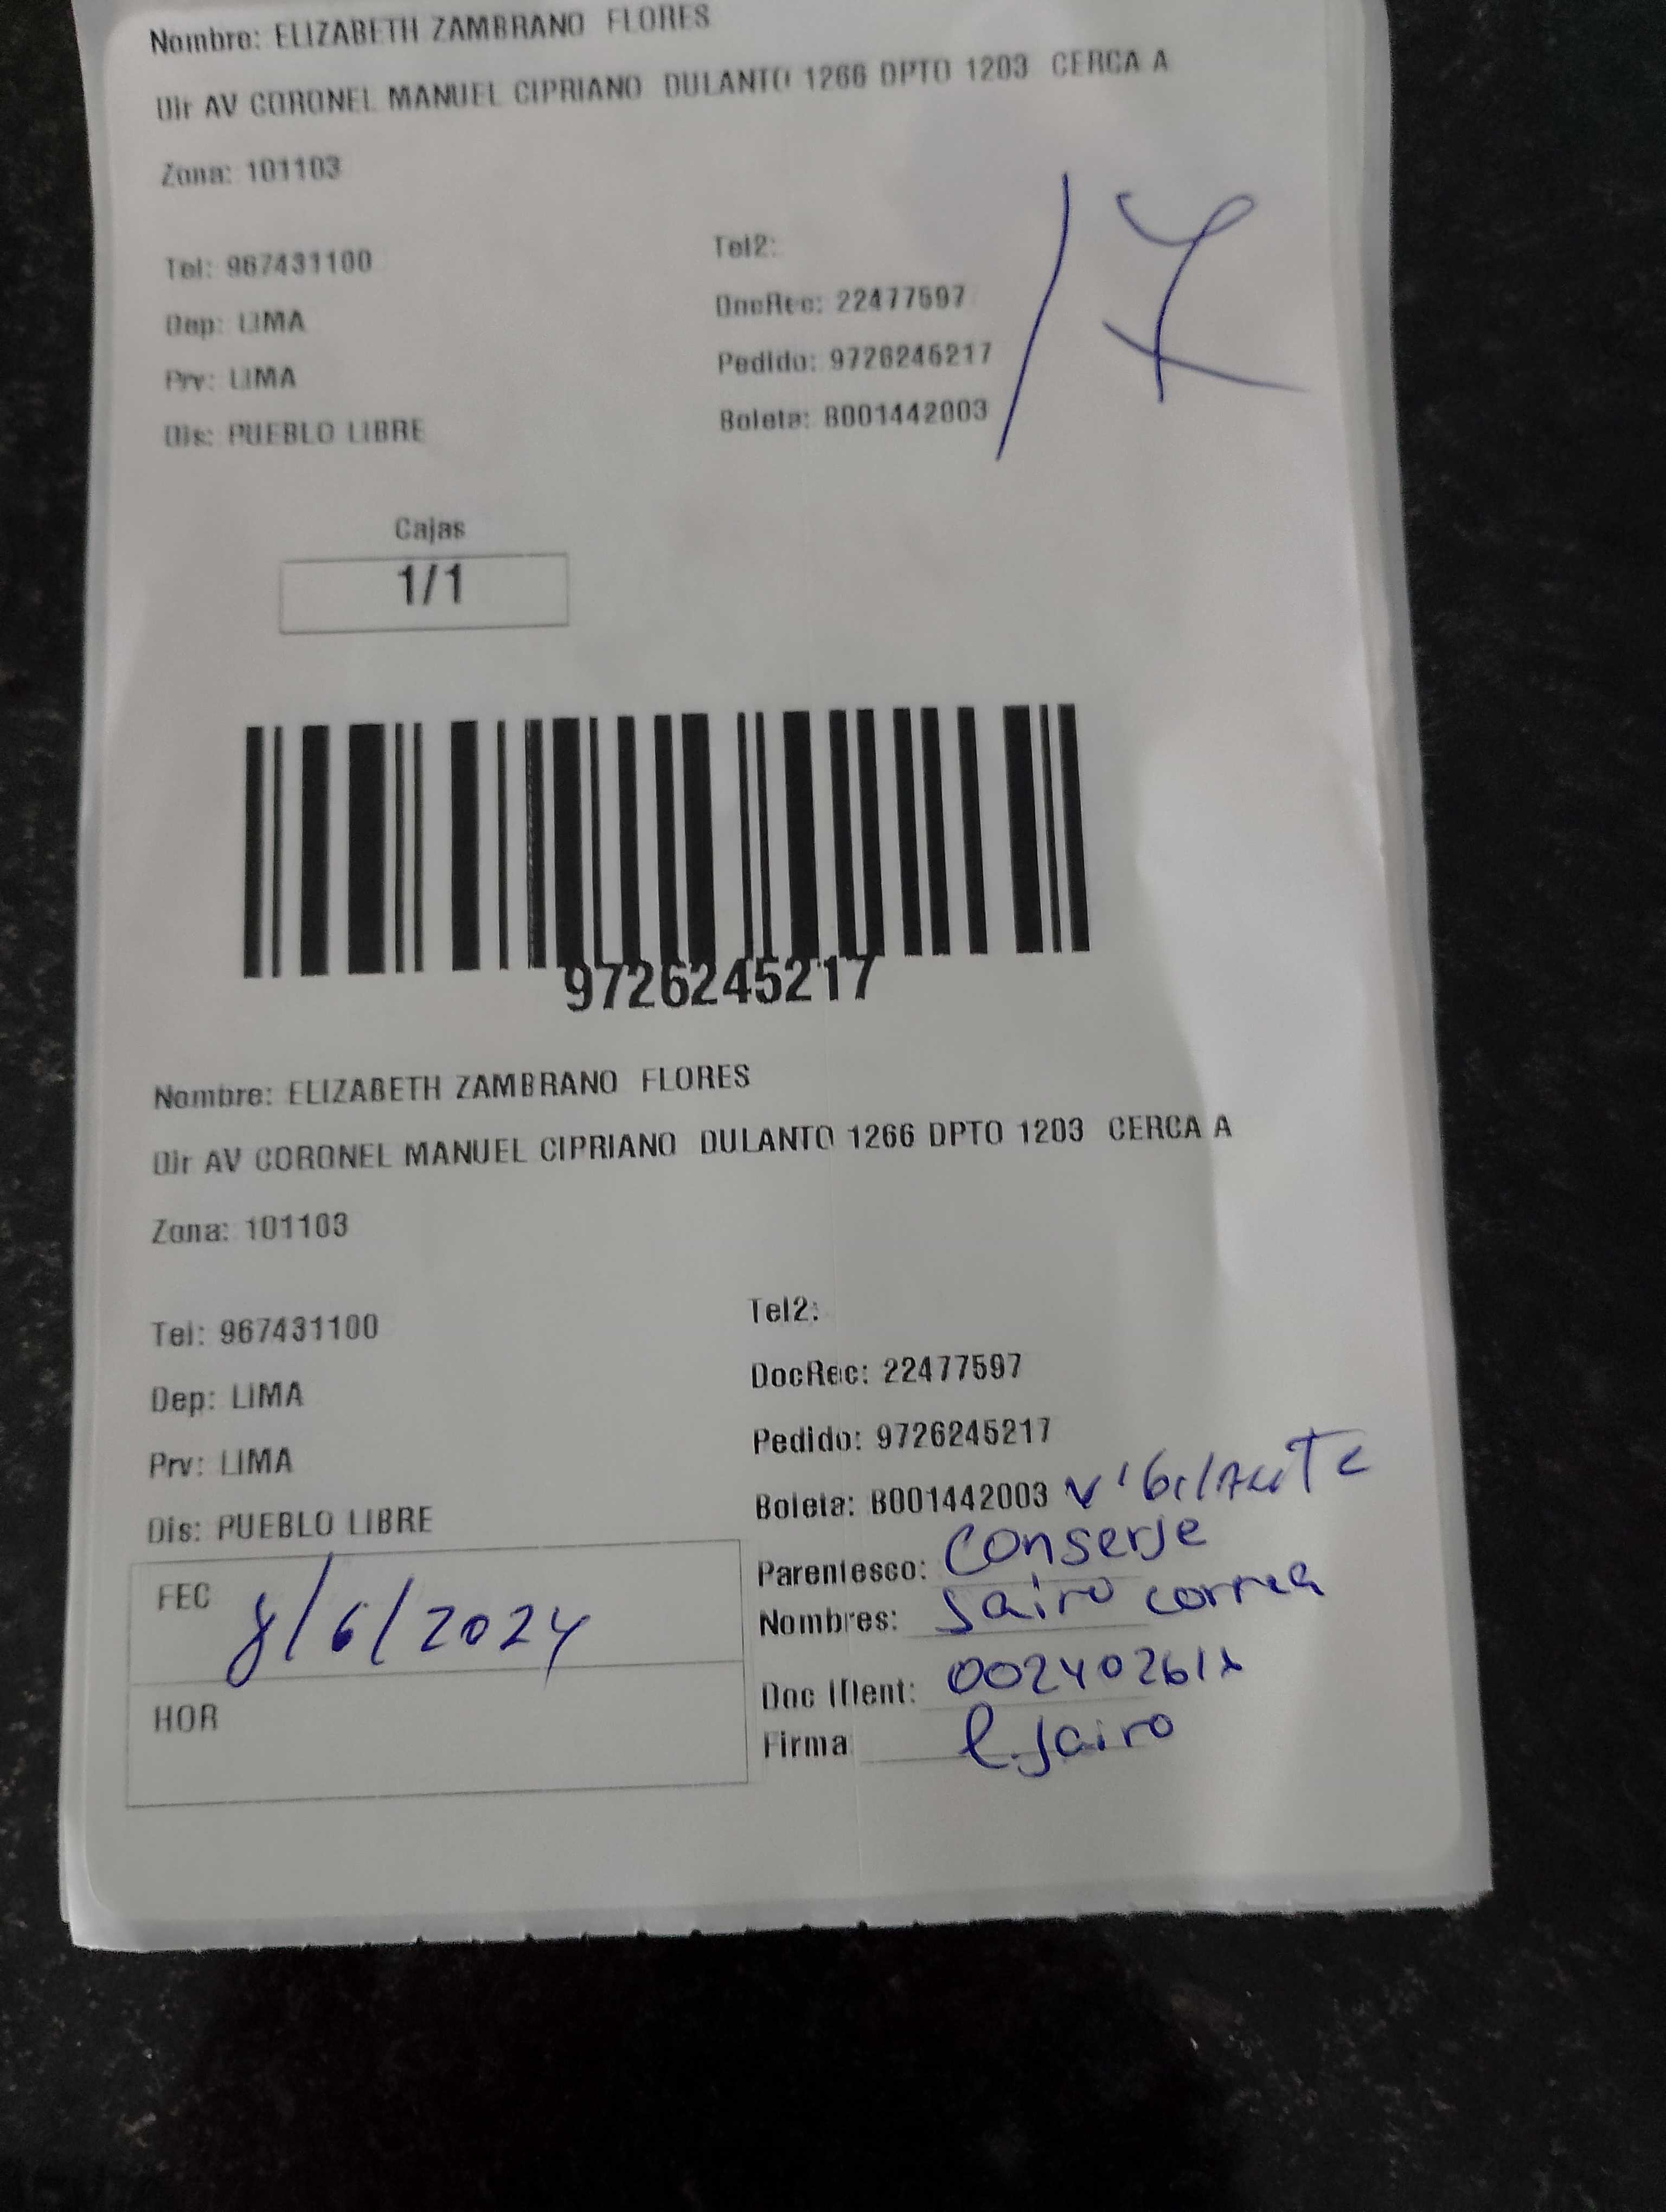 Nombre: ELIZABETH ZAMBRANO FLORES
Dir AV CORONEL MANUEL CIPRIANO DULANTO 1266 DPTO 1203 CERCA A
Zona: 101103
Tel: 967431100
Tel2:
Dep: LIMA
DocRec: 22477597
Prv: LIMA
Pedido: 9726245217
Dis: PUEBLO LIBRE
Boleta: B001442003
Cajas
1/1
9726245217
Nombre: ELIZABETH ZAMBRANO FLORES
Dir AV CORONEL MANUEL CIPRIANO DULANTO 1266 DPTO 1203 CERCA A
Zona: 101103
Tel: 967431100
Tel2:
Dep: LIMA
DocRec: 22477597
Prv: LIMA
Pedido: 9726245217
Dis: PUEBLO LIBRE
Boleta: B001442003 Vigilante
FEC 8/6/2024
Parentesco: Conserje
Nombres: Jairo correa
HOR
Doc IDent:
Firma
Jairo